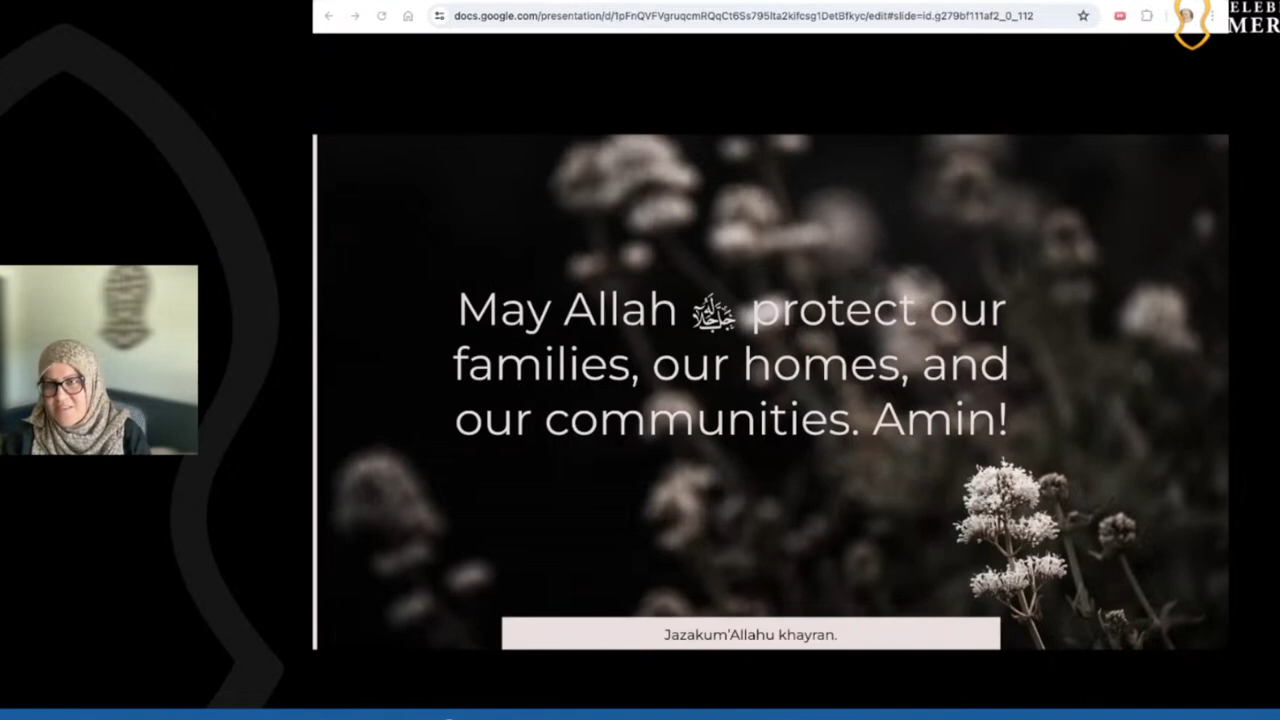 docs.google.com/presentation/d/1pFnQVFVgruqcmRQqCt6Ss795lta2kifcsg1DetBfkyc/edit#slide=id.g279bf111af2_0_112
ELEB
MER
May Allah ﷻ protect our
families, our homes, and
our communities. Amin!
Jazakum’Allahu khayran.